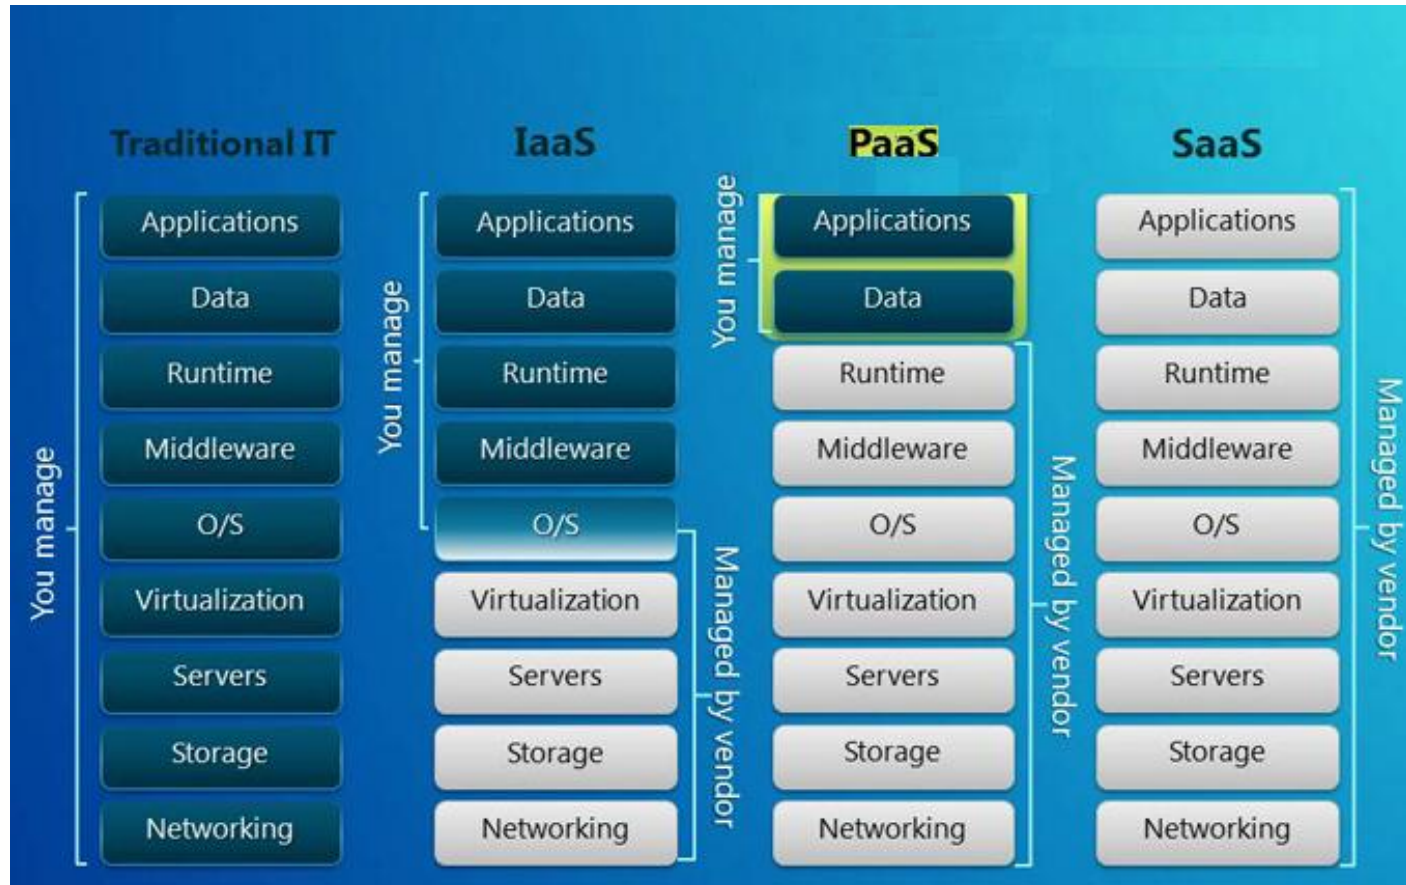 Traditional IT
You manage
Applications
Data
Runtime
Middleware
O/S
Virtualization
Servers
Storage
Networking
IaaS
You manage
Applications
Data
Runtime
Middleware
O/S
Virtualization
Servers
Storage
Networking
Managed by vendor
PaaS
You manage
Applications
Data
Runtime
Middleware
O/S
Virtualization
Servers
Storage
Networking
Managed by vendor
SaaS
Applications
Data
Runtime
Middleware
O/S
Virtualization
Servers
Storage
Networking
Managed by vendor